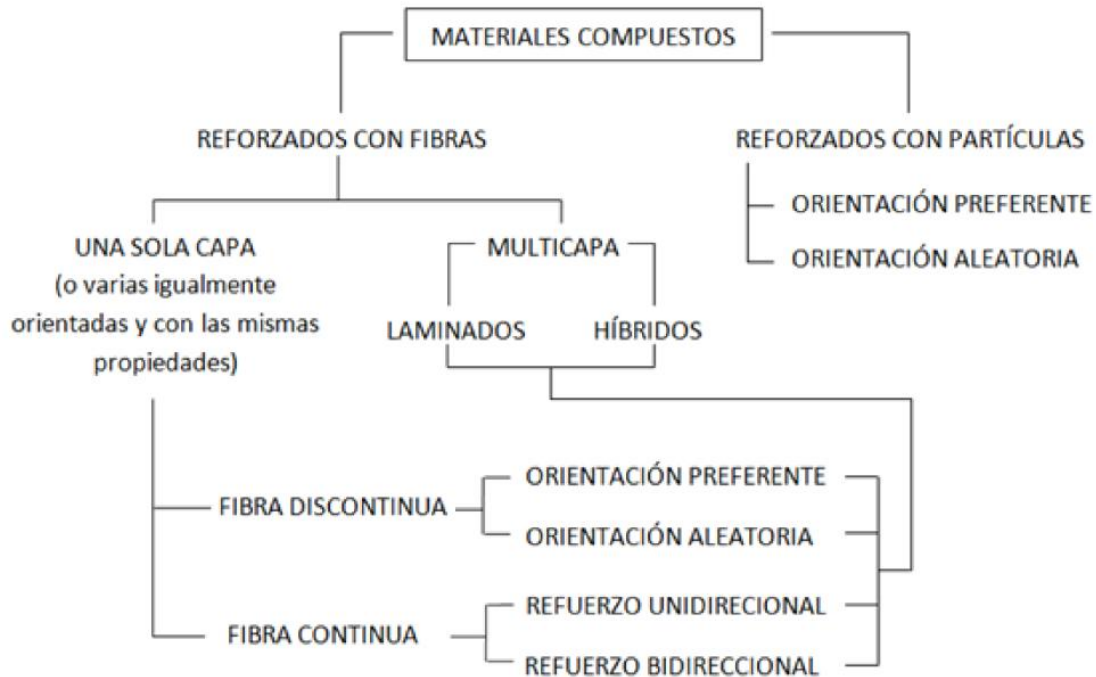 MATERIALES COMPUESTOS
REFORZADOS CON FIBRAS
REFORZADOS CON PARTÍCULAS
ORIENTACIÓN PREFERENTE
ORIENTACIÓN ALEATORIA
UNA SOLA CAPA
(o varias igualmente
orientadas y con las mismas
propiedades)
MULTICAPA
LAMINADOS
HÍBRIDOS
FIBRA DISCONTINUA
ORIENTACIÓN PREFERENTE
ORIENTACIÓN ALEATORIA
FIBRA CONTINUA
REFUERZO UNIDIRECIONAL
REFUERZO BIDIRECCIONAL